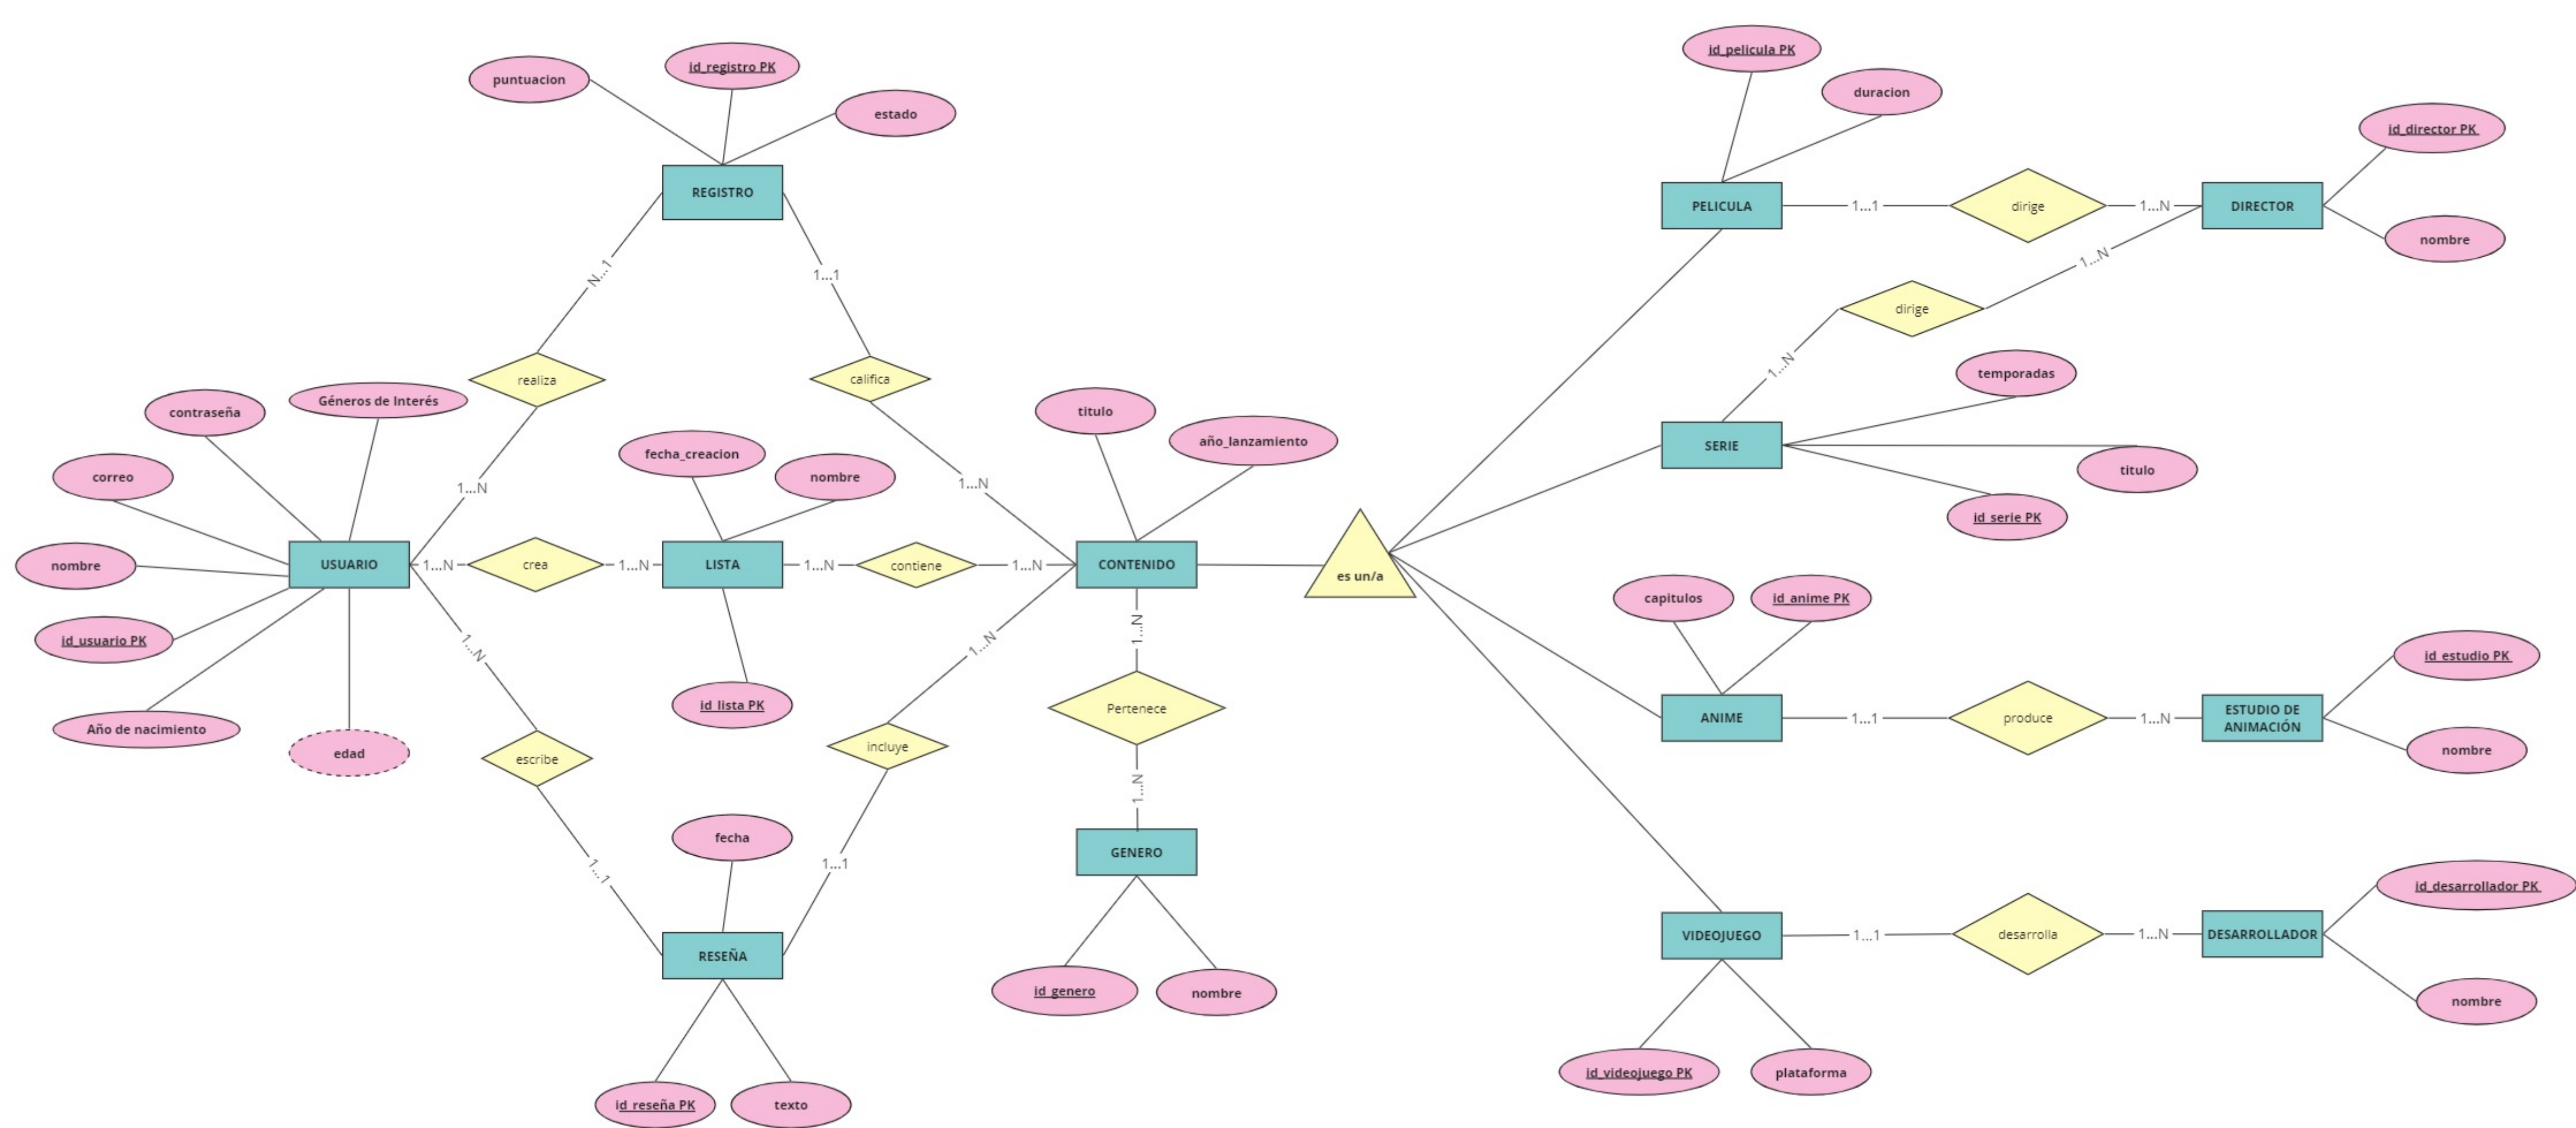 id_pelicula PK
puntuacion
id_registro PK
estado
duracion
id_director PK
REGISTRO
PELICULA
1...1
dirige
1...N
DIRECTOR
nombre
N...1
1...1
1...N
dirige
1...N
realiza
califica
temporadas
contraseña
Géneros de Interés
titulo
año_lanzamiento
SERIE
titulo
fecha_creacion
nombre
correo
1...N
1...N
id_serie PK
nombre
USUARIO
1...N
crea
1...N
LISTA
1...N
contiene
1...N
CONTENIDO
es un/a
capitulos
id_anime PK
id_usuario PK
1...N
1...N
1...N
id_estudio PK
id_lista PK
Pertenece
ANIME
1...1
produce
1...N
ESTUDIO DE
ANIMACIÓN
Año de nacimiento
edad
escribe
incluye
nombre
1...N
fecha
1...1
1...1
GENERO
id_desarrollador PK
RESEÑA
VIDEOJUEGO
1...1
desarrolla
1...N
DESARROLLADOR
id_genero
nombre
nombre
id_videojuego PK
plataforma
id_reseña PK
texto